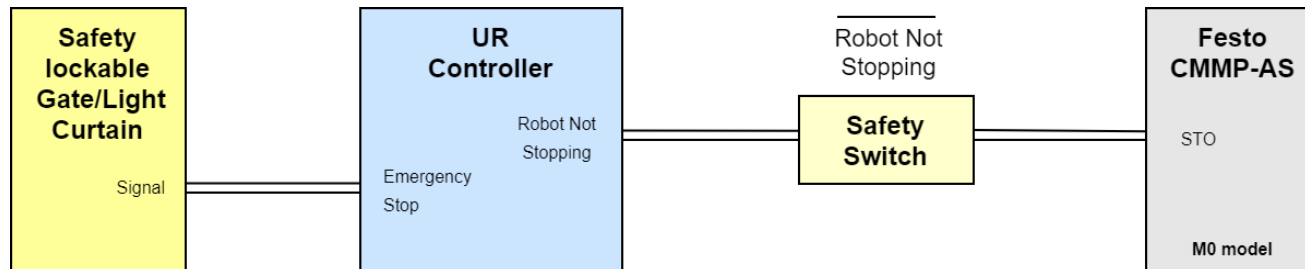 Safety
lockable
Gate/Light
Curtain
Signal
UR
Controller
Robot Not
Stopping
Emergency
Stop
Robot Not
Stopping
Safety
Switch
Festo
CMMP-AS
STO
M0 model